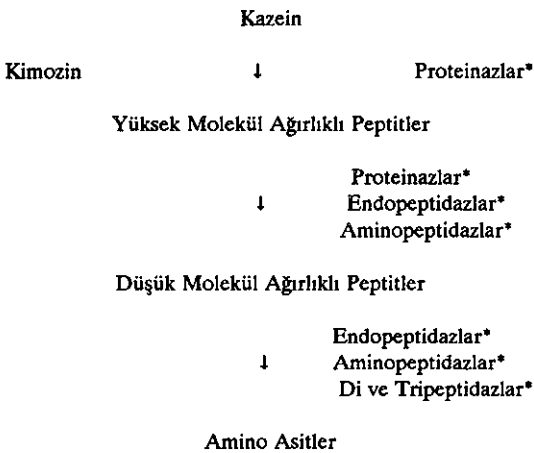 Kazein
Kimozin ↓ Proteinazlar*
Yüksek Molekül Ağırlıklı Peptitler
Proteinazlar*
↓ Endopeptidazlar*
Aminopeptidazlar*
Düşük Molekül Ağırlıklı Peptitler
Endopeptidazlar*
↓ Aminopeptidazlar*
Di ve Tripeptidazlar*
Amino Asitler